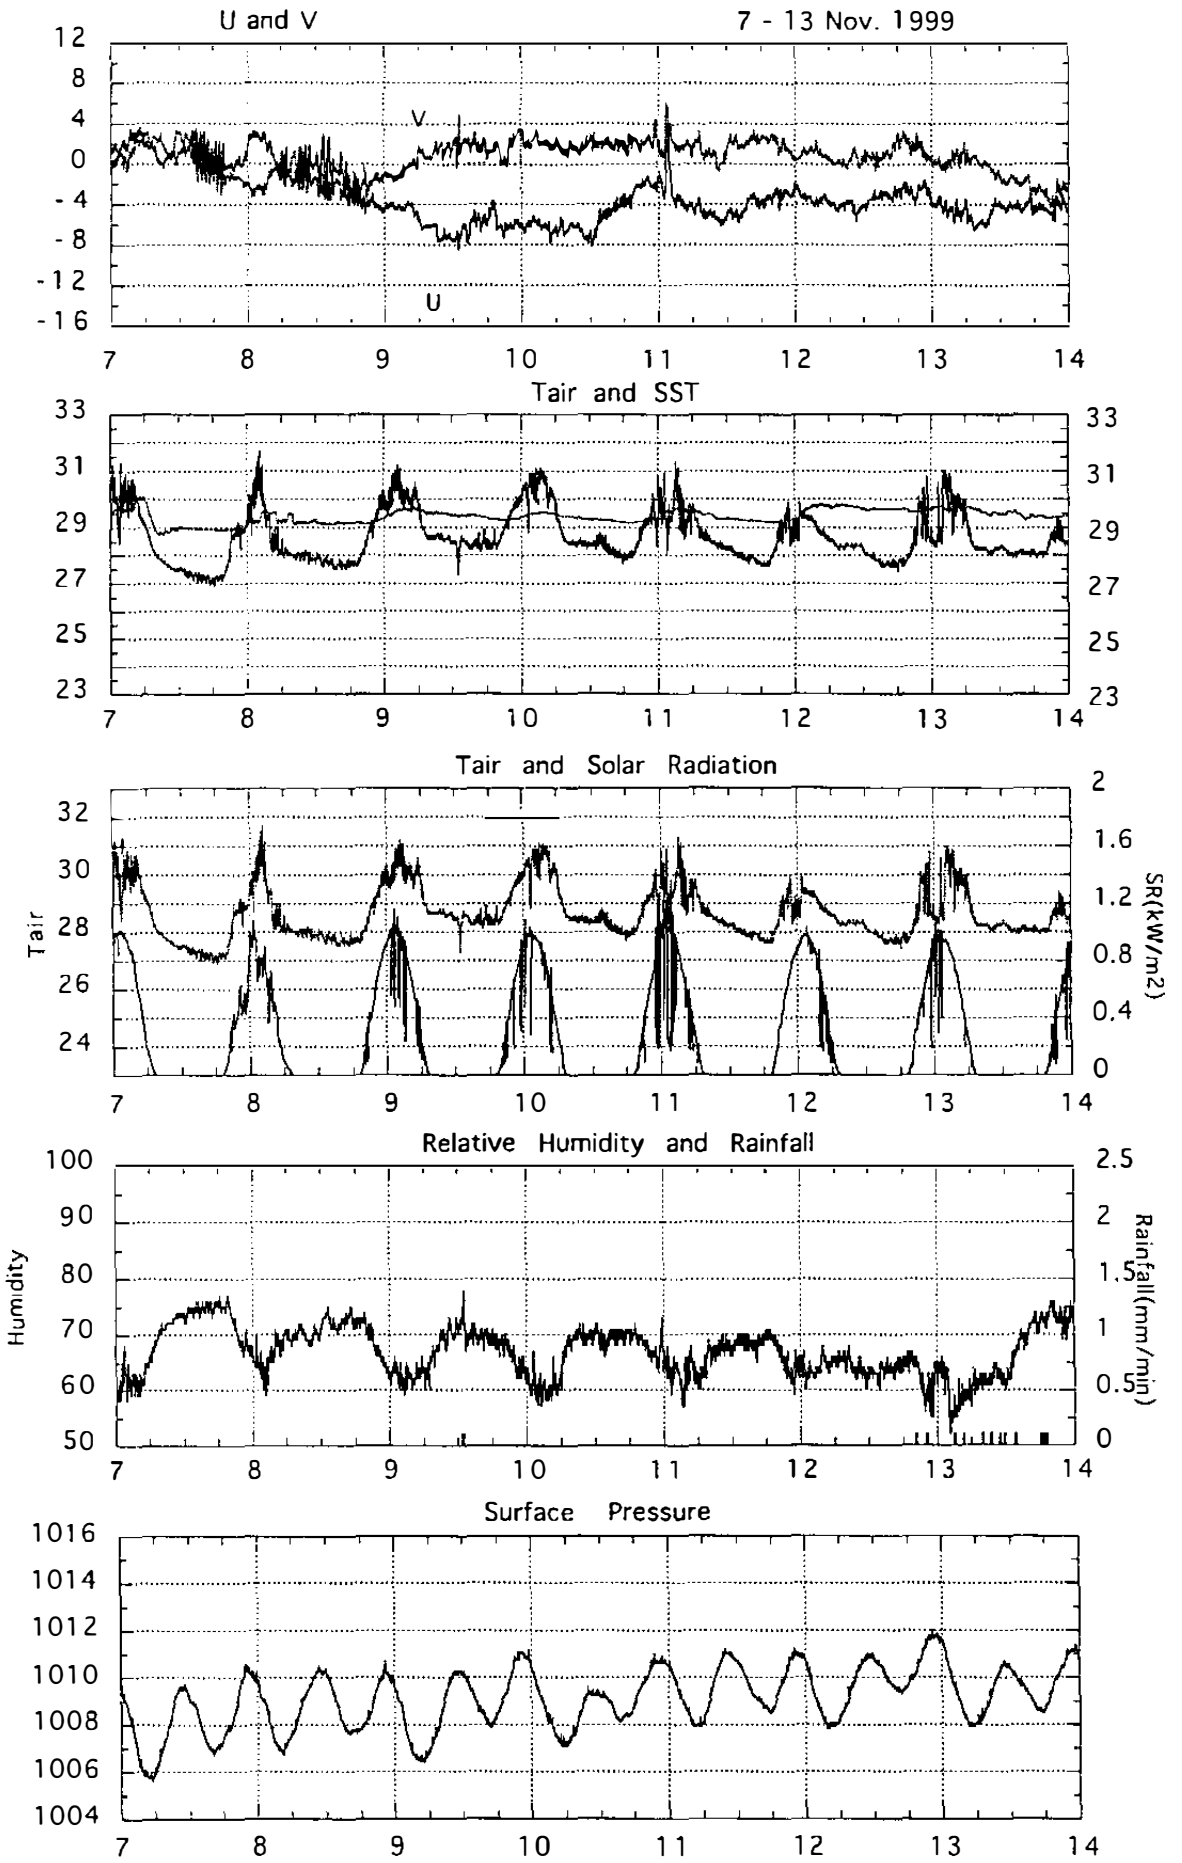 U and V 7 - 13 Nov. 1999
12
8
4
0
-4
-8
-12
-16
V
U
7 8 9 10 11 12 13 14
Tair and SST
33 33
31 31
29 29
27 27
25 25
23 23
7 8 9 10 11 12 13 14
Tair and Solar Radiation
Tair
32
30
28
26
24
2
1.6
1.2
0.8
0.4
0
SR(kW/m2)
7 8 9 10 11 12 13 14
Relative Humidity and Rainfall
Humidity
100
90
80
70
60
50
2.5
2
1.5
1
0.5
0
Rainfall(mm/min)
7 8 9 10 11 12 13 14
Surface Pressure
1016
1014
1012
1010
1008
1006
1004
7 8 9 10 11 12 13 14